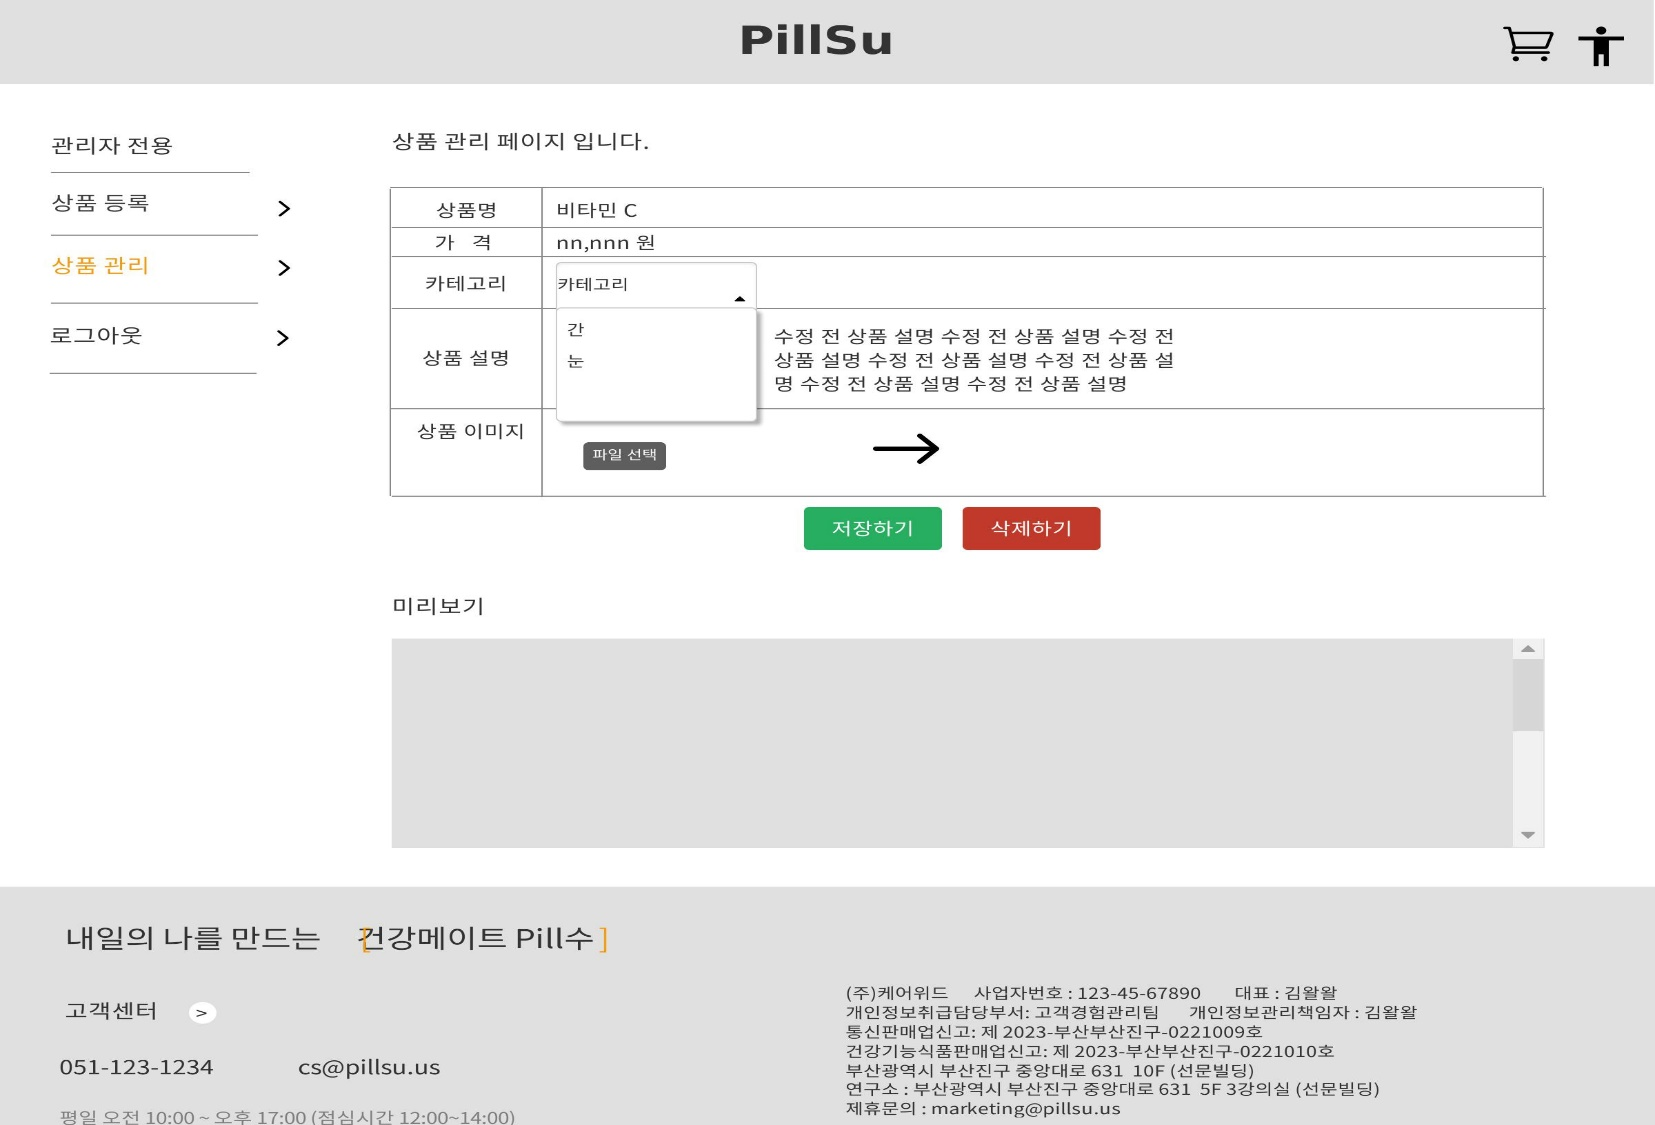 PillSu
관리자 전용
상품 등록
상품 관리
로그아웃
상품 관리 페이지 입니다.
상품명
비타민 C
가 격
nn,nnn 원
카테고리
카테고리
간
눈
상품 설명
수정 전 상품 설명 수정 전 상품 설명 수정 전
상품 설명 수정 전 상품 설명 수정 전 상품 설
명 수정 전 상품 설명 수정 전 상품 설명
상품 이미지
파일 선택
저장하기
삭제하기
미리보기
내일의 나를 만드는 [건강메이트 Pill수]
고객센터 >
051-123-1234 cs@pillsu.us
평일 오전 10:00 ~ 오후 17:00 (점심시간 12:00~14:00)
(주)케어위드 사업자번호 : 123-45-67890 대표 : 김왈왈
개인정보취급담당부서: 고객경험관리팀 개인정보관리책임자 : 김왈왈
통신판매업신고: 제 2023-부산부산진구-0221009호
건강기능식품판매업신고: 제 2023-부산부산진구-0221010호
부산광역시 부산진구 중앙대로 631 10F (선문빌딩)
연구소 : 부산광역시 부산진구 중앙대로 631 5F 3강의실 (선문빌딩)
제휴문의 : marketing@pillsu.us